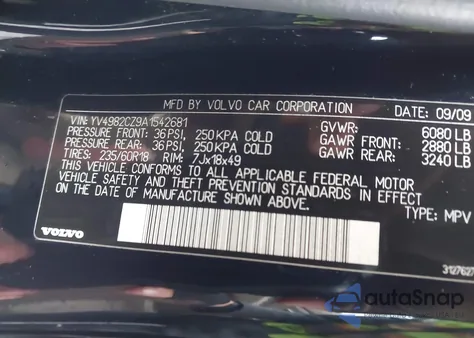 MFD. BY VOLVO CAR CORPORATION DATE: 09/09
VIN: YV4982CZ9A1542681 GVWR: 6080 LB
PRESSURE FRONT: 36PSI, 250KPA COLD GAWR FRONT: 2880 LB
PRESSURE REAR: 36PSI, 250KPA COLD GAWR REAR: 3240 LB
TIRES: 235/60R18 RIM: 7Jx18x49
THIS VEHICLE CONFORMS TO ALL APPLICABLE FEDERAL MOTOR
VEHICLE SAFETY AND THEFT PREVENTION STANDARDS IN EFFECT
ON THE DATE OF MANUFACTURE SHOWN ABOVE. TYPE: MPV
VOLVO
autoSnap